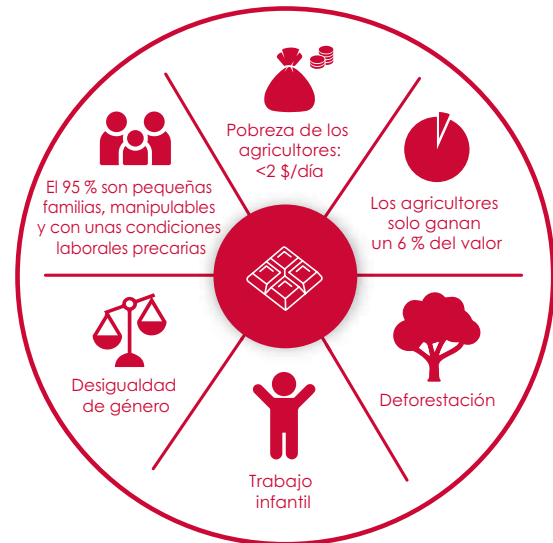 Pobreza de los
agricultores:
<2 $/día
Los agricultores
solo ganan
un 6 % del valor
Deforestación
Trabajo
infantil
Desigualdad
de género
El 95 % son pequeñas
familias, manipulables
y con unas condiciones
laborales precarias